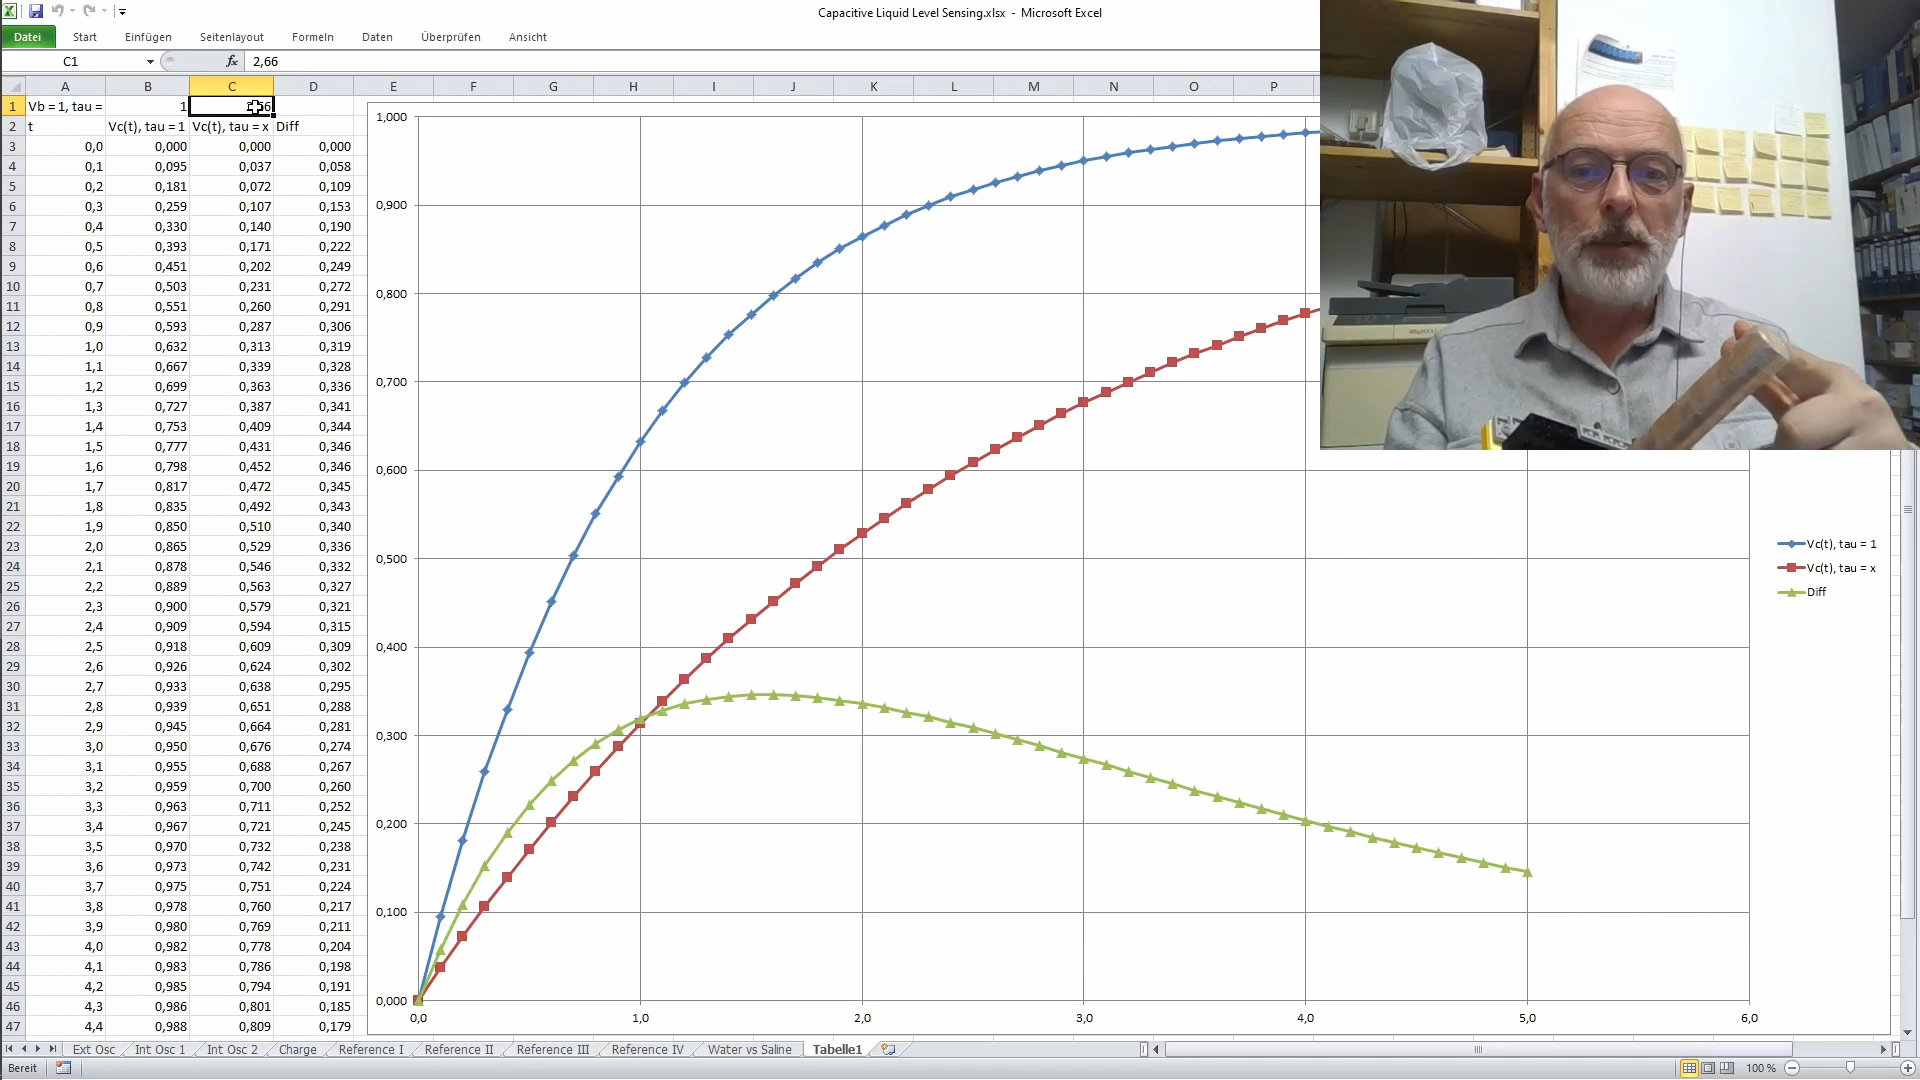 Capacitive Liquid Level Sensing.xlsx - Microsoft Excel
Datei Start Einfügen Seitenlayout Formeln Daten Überprüfen Ansicht
C1 fx 2,66
A B C D E F G H I J K L M N O P
1 Vb = 1, tau = 1
2 t Vc(t), tau = 1 Vc(t), tau = x Diff
3 0,0 0,000 0,000 0,000
4 0,1 0,095 0,037 0,058
5 0,2 0,181 0,072 0,109
6 0,3 0,259 0,107 0,153
7 0,4 0,330 0,140 0,190
8 0,5 0,393 0,171 0,222
9 0,6 0,451 0,202 0,249
10 0,7 0,503 0,231 0,272
11 0,8 0,551 0,260 0,291
12 0,9 0,593 0,287 0,306
13 1,0 0,632 0,313 0,319
14 1,1 0,667 0,339 0,328
15 1,2 0,699 0,363 0,336
16 1,3 0,727 0,387 0,341
17 1,4 0,753 0,409 0,344
18 1,5 0,777 0,431 0,346
19 1,6 0,798 0,452 0,346
20 1,7 0,817 0,472 0,345
21 1,8 0,835 0,492 0,343
22 1,9 0,850 0,510 0,340
23 2,0 0,865 0,529 0,336
24 2,1 0,878 0,546 0,332
25 2,2 0,889 0,563 0,327
26 2,3 0,900 0,579 0,321
27 2,4 0,909 0,594 0,315
28 2,5 0,918 0,609 0,309
29 2,6 0,926 0,624 0,302
30 2,7 0,933 0,638 0,295
31 2,8 0,939 0,651 0,288
32 2,9 0,945 0,664 0,281
33 3,0 0,950 0,676 0,274
34 3,1 0,955 0,688 0,267
35 3,2 0,959 0,700 0,260
36 3,3 0,963 0,711 0,252
37 3,4 0,967 0,721 0,245
38 3,5 0,970 0,732 0,238
39 3,6 0,973 0,742 0,231
40 3,7 0,975 0,751 0,224
41 3,8 0,978 0,760 0,217
42 3,9 0,980 0,769 0,211
43 4,0 0,982 0,778 0,204
44 4,1 0,983 0,786 0,198
45 4,2 0,985 0,794 0,191
46 4,3 0,986 0,801 0,185
47 4,4 0,988 0,809 0,179
1,000
0,900
0,800
0,700
0,600
0,500
0,400
0,300
0,200
0,100
0,000
0,0 1,0 2,0 3,0 4,0 5,0 6,0
Vc(t), tau = 1
Vc(t), tau = x
Diff
Ext Osc Int Osc 1 Int Osc 2 Charge Reference I Reference II Reference III Reference IV Water vs Saline Tabelle1
Bereit 100 %